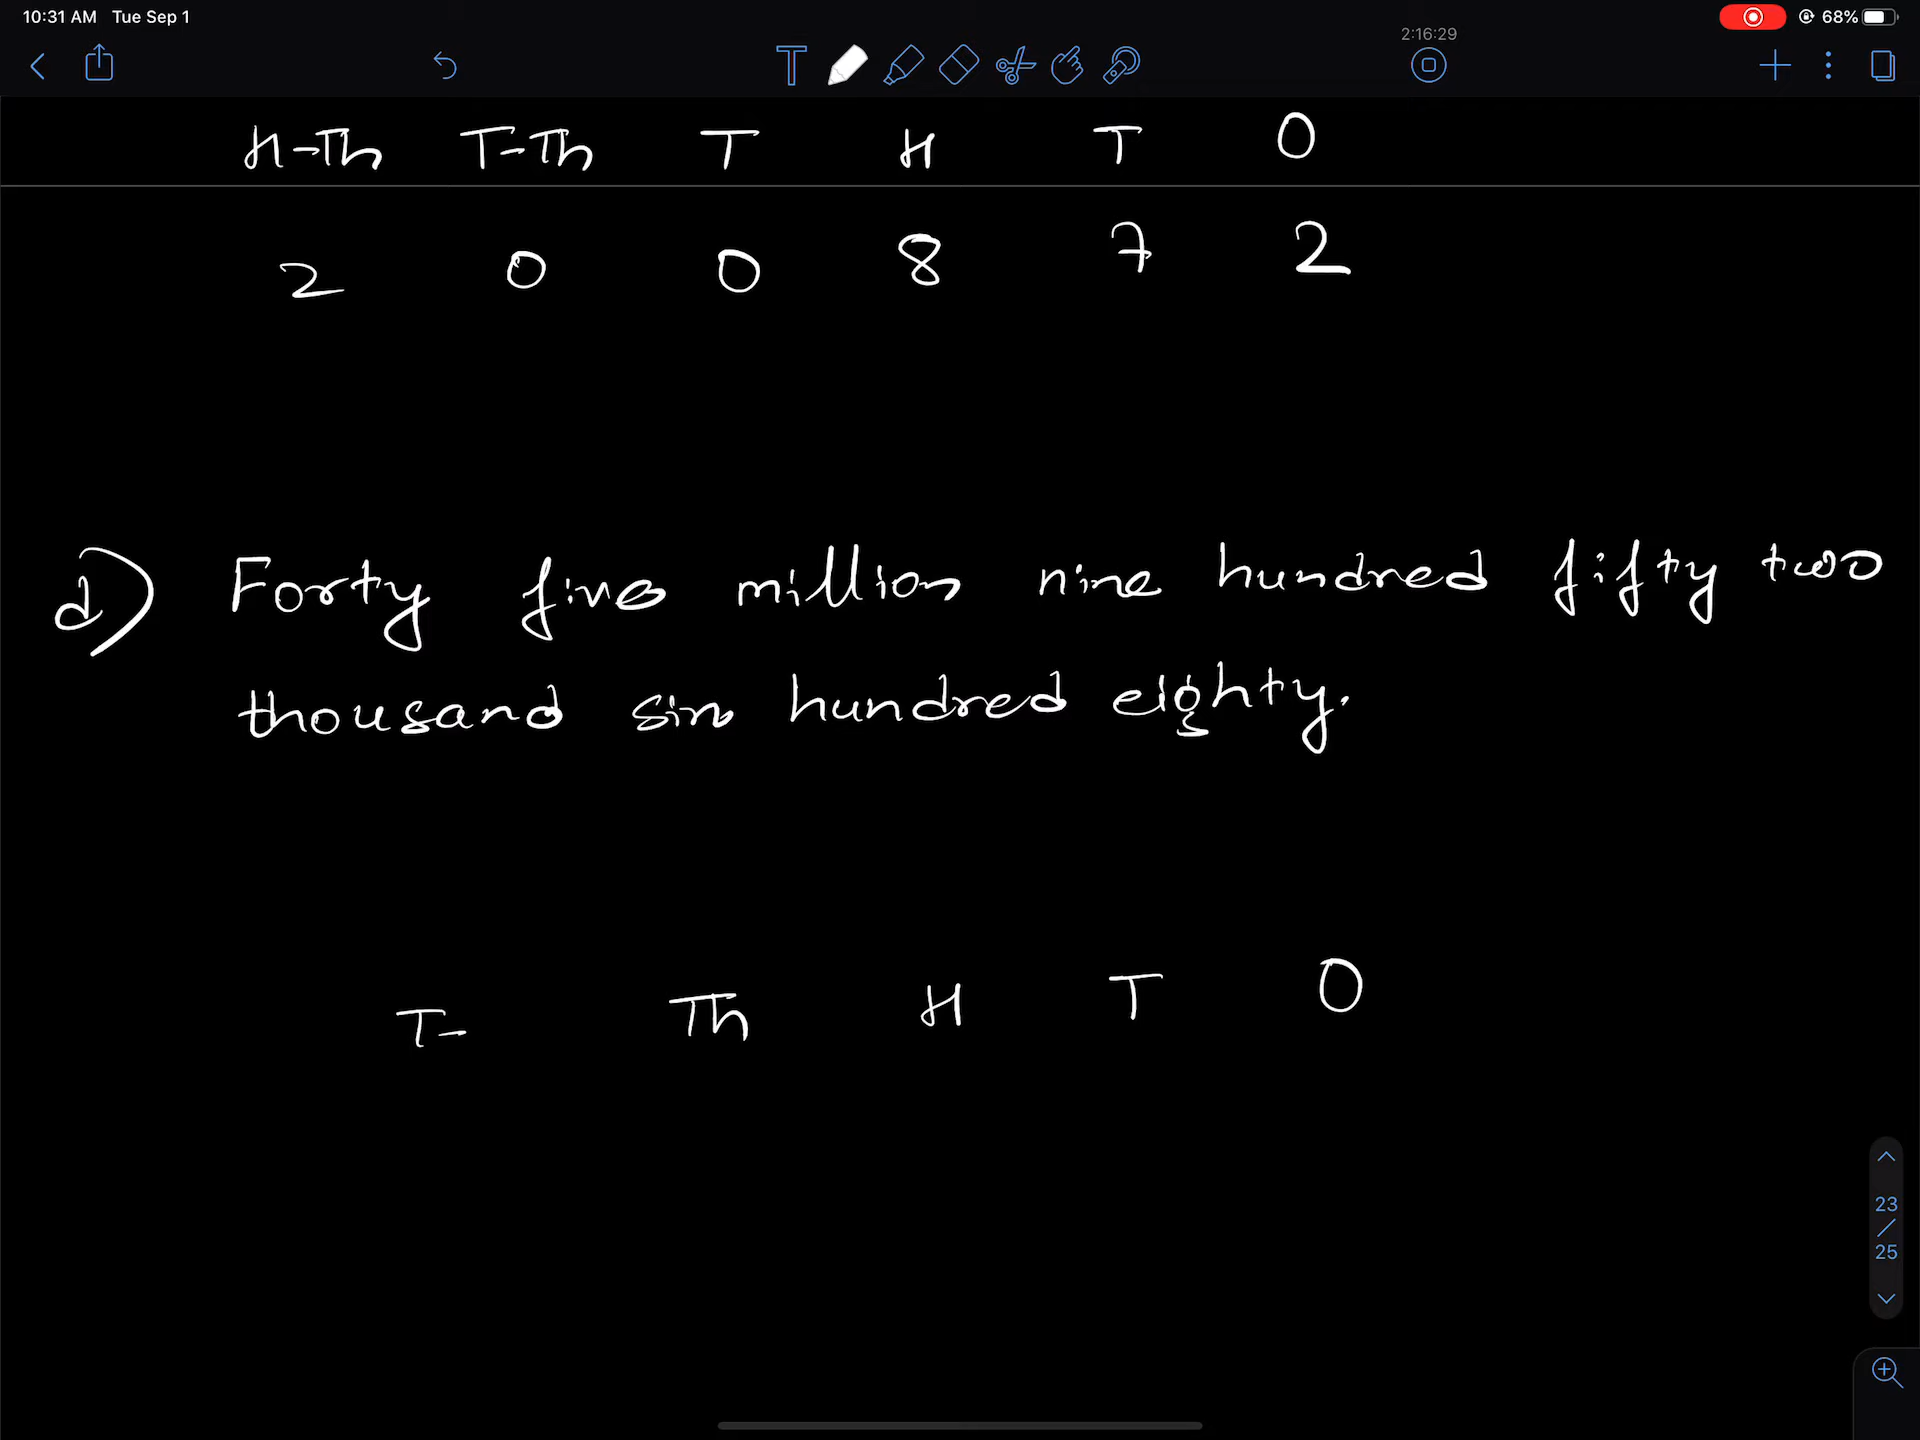 10:31 AM Tue Sep 1
68%
2:16:29
T
H-Th T-Th T H T O
2 0 0 8 7 2
d) Forty five million nine hundred fifty two
thousand six hundred eighty.
T- Th H T O
23
/
25